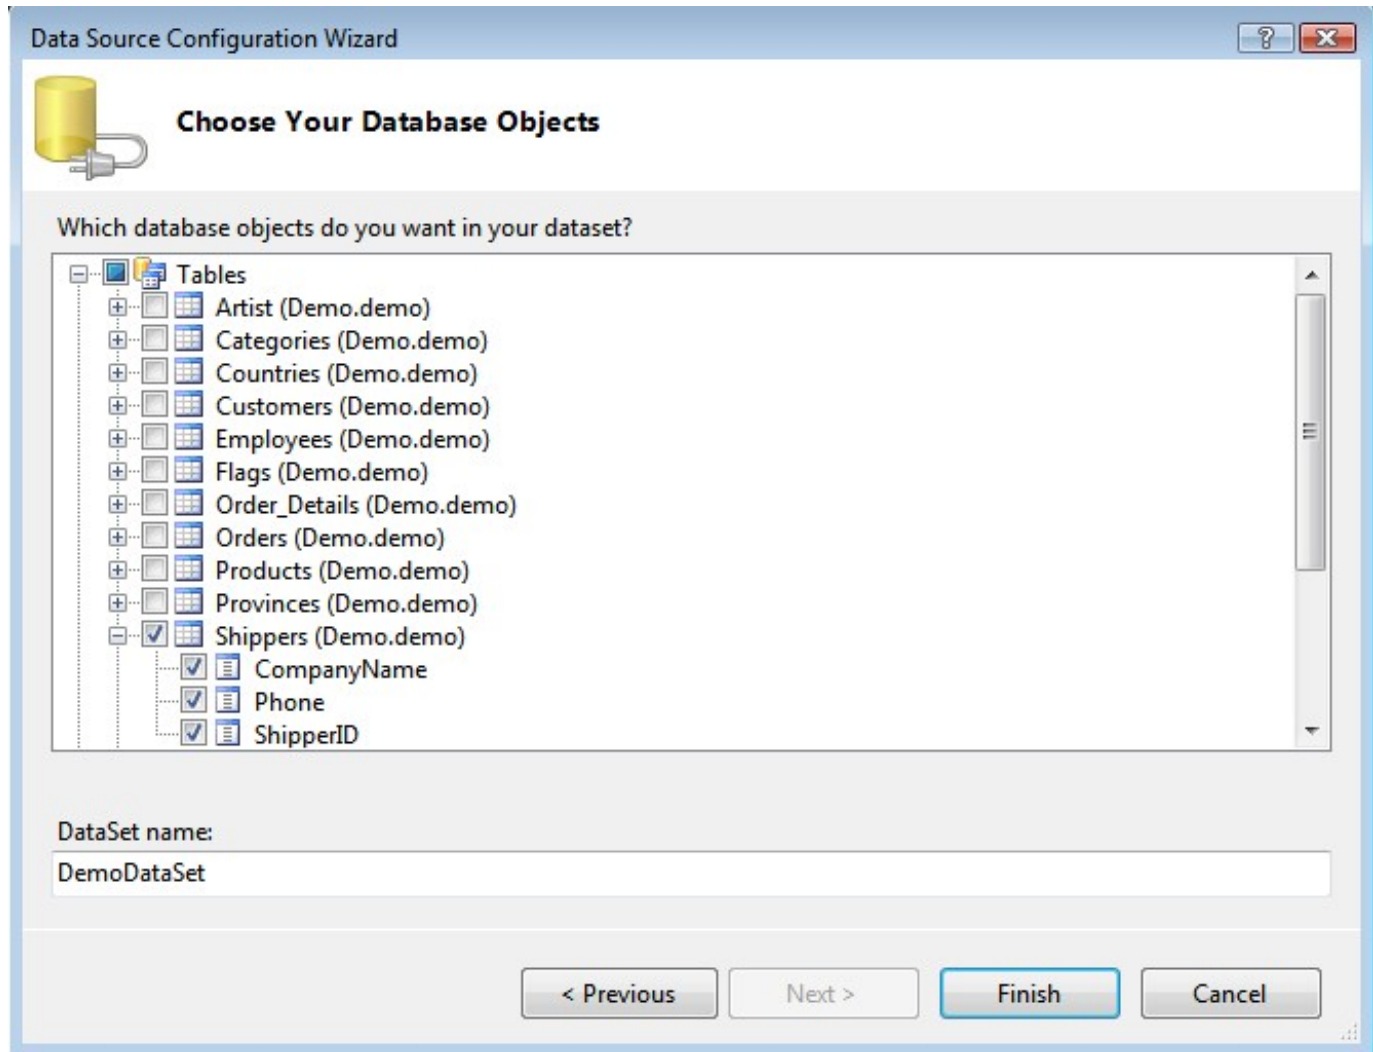 Data Source Configuration Wizard
Choose Your Database Objects
Which database objects do you want in your dataset?
Tables
Artist (Demo.demo)
Categories (Demo.demo)
Countries (Demo.demo)
Customers (Demo.demo)
Employees (Demo.demo)
Flags (Demo.demo)
Order_Details (Demo.demo)
Orders (Demo.demo)
Products (Demo.demo)
Provinces (Demo.demo)
Shippers (Demo.demo)
CompanyName
Phone
ShipperID
DataSet name:
DemoDataSet
< Previous Next > Finish Cancel